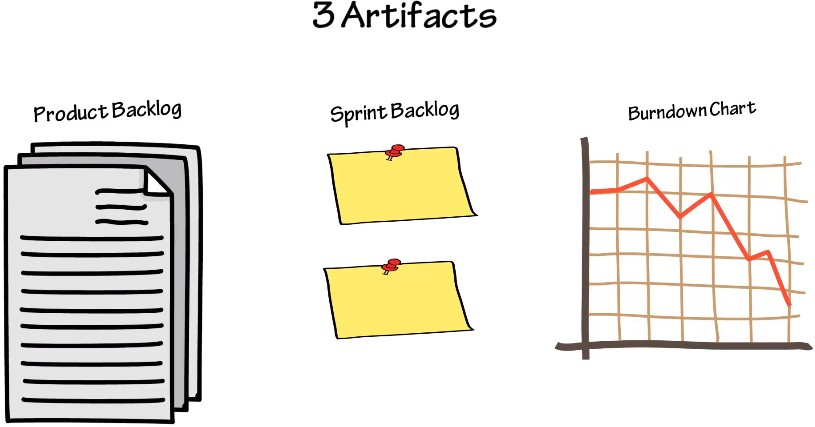 3 Artifacts
Product Backlog
Sprint Backlog
Burndown Chart